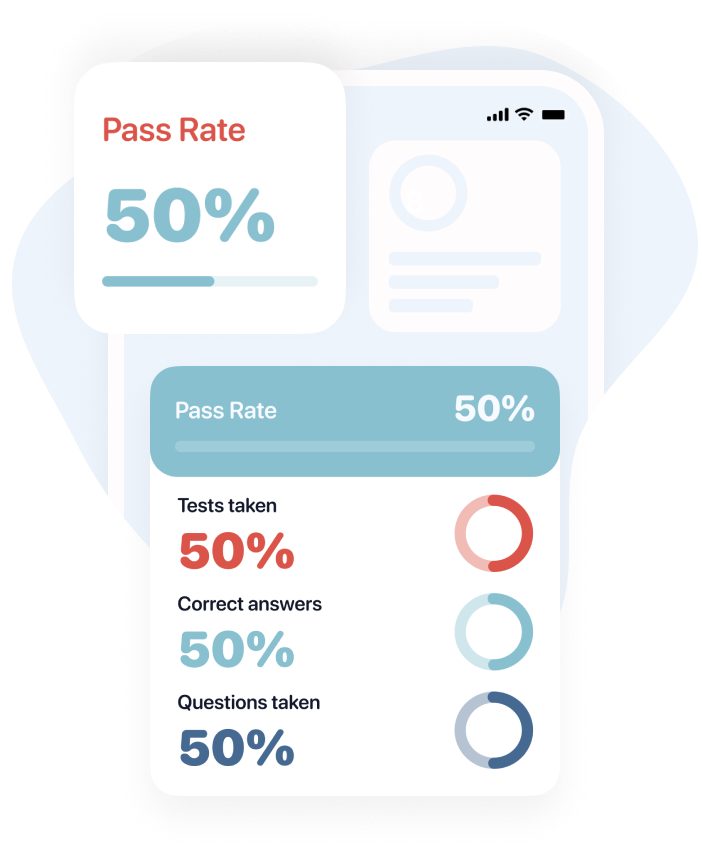 Pass Rate
50%
Pass Rate
50%
Tests taken
50%
Correct answers
50%
Questions taken
50%